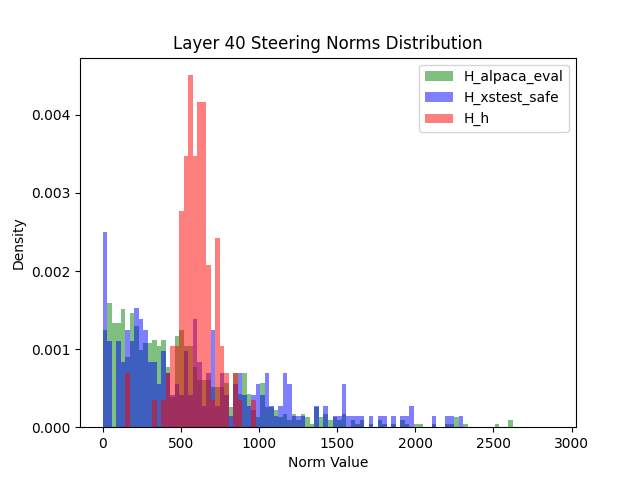 Layer 40 Steering Norms Distribution
H_alpaca_eval
H_xstest_safe
H_h
Density
0.004
0.003
0.002
0.001
0.000
0
500
1000
1500
2000
2500
3000
Norm Value